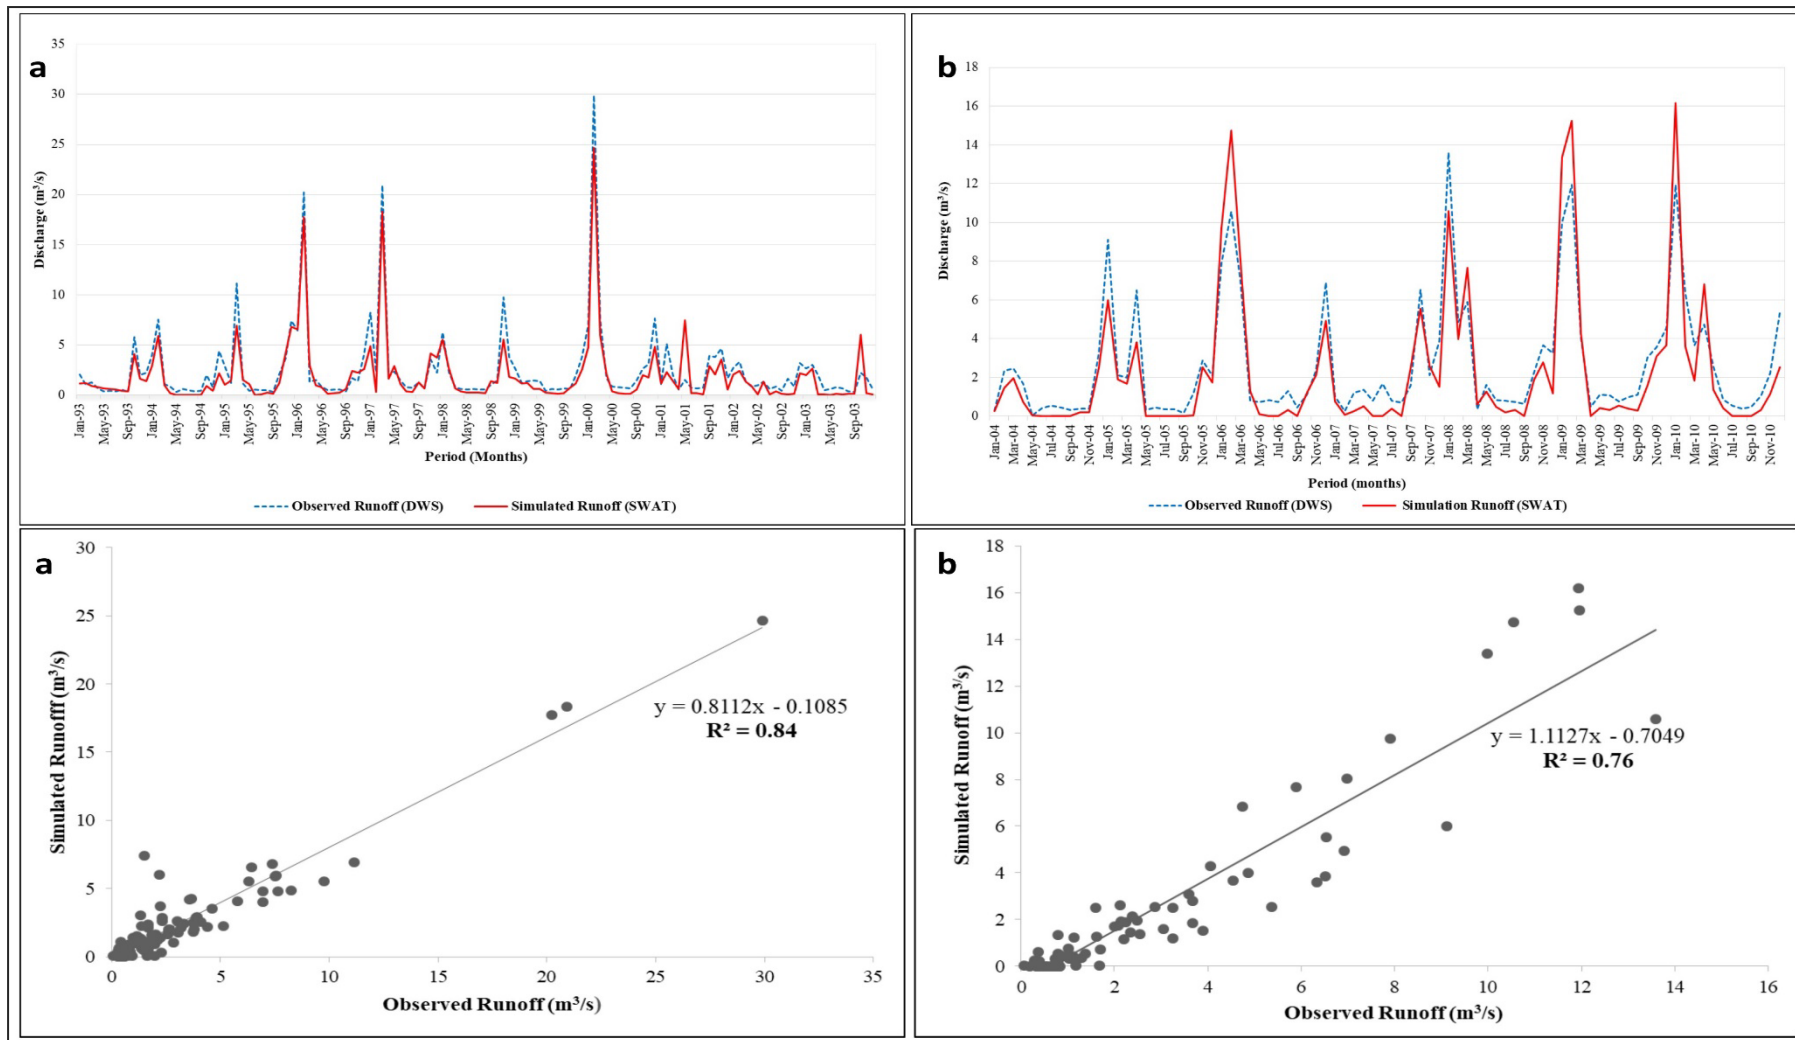 a
35
30
25
20
15
10
5
0
Discharge (m³/s)
Jan-93
May-93
Sep-93
Jan-94
May-94
Sep-94
Jan-95
May-95
Sep-95
Jan-96
May-96
Sep-96
Jan-97
May-97
Sep-97
Jan-98
May-98
Sep-98
Jan-99
May-99
Sep-99
Jan-00
May-00
Sep-00
Jan-01
May-01
Sep-01
Jan-02
May-02
Sep-02
Jan-03
May-03
Sep-03
Period (Months)
Observed Runoff (DWS) Simulated Runoff (SWAT)
b
18
16
14
12
10
8
6
4
2
0
Discharge (m³/s)
Jan-04
Mar-04
May-04
Jul-04
Sep-04
Nov-04
Jan-05
Mar-05
May-05
Jul-05
Sep-05
Nov-05
Jan-06
Mar-06
May-06
Jul-06
Sep-06
Nov-06
Jan-07
Mar-07
May-07
Jul-07
Sep-07
Nov-07
Jan-08
Mar-08
May-08
Jul-08
Sep-08
Nov-08
Jan-09
Mar-09
May-09
Jul-09
Sep-09
Nov-09
Jan-10
Mar-10
May-10
Jul-10
Sep-10
Nov-10
Period (months)
Observed Runoff (DWS) Simulation Runoff (SWAT)
a
30
25
20
15
10
5
0
Simulated Runofff (m³/s)
y = 0.8112x - 0.1085
R² = 0.84
0 5 10 15 20 25 30 35
Observed Runoff (m³/s)
b
18
16
14
12
10
8
6
4
2
0
Simulated Runoff (m³/s)
y = 1.1127x - 0.7049
R² = 0.76
0 2 4 6 8 10 12 14 16
Observed Runoff (m³/s)